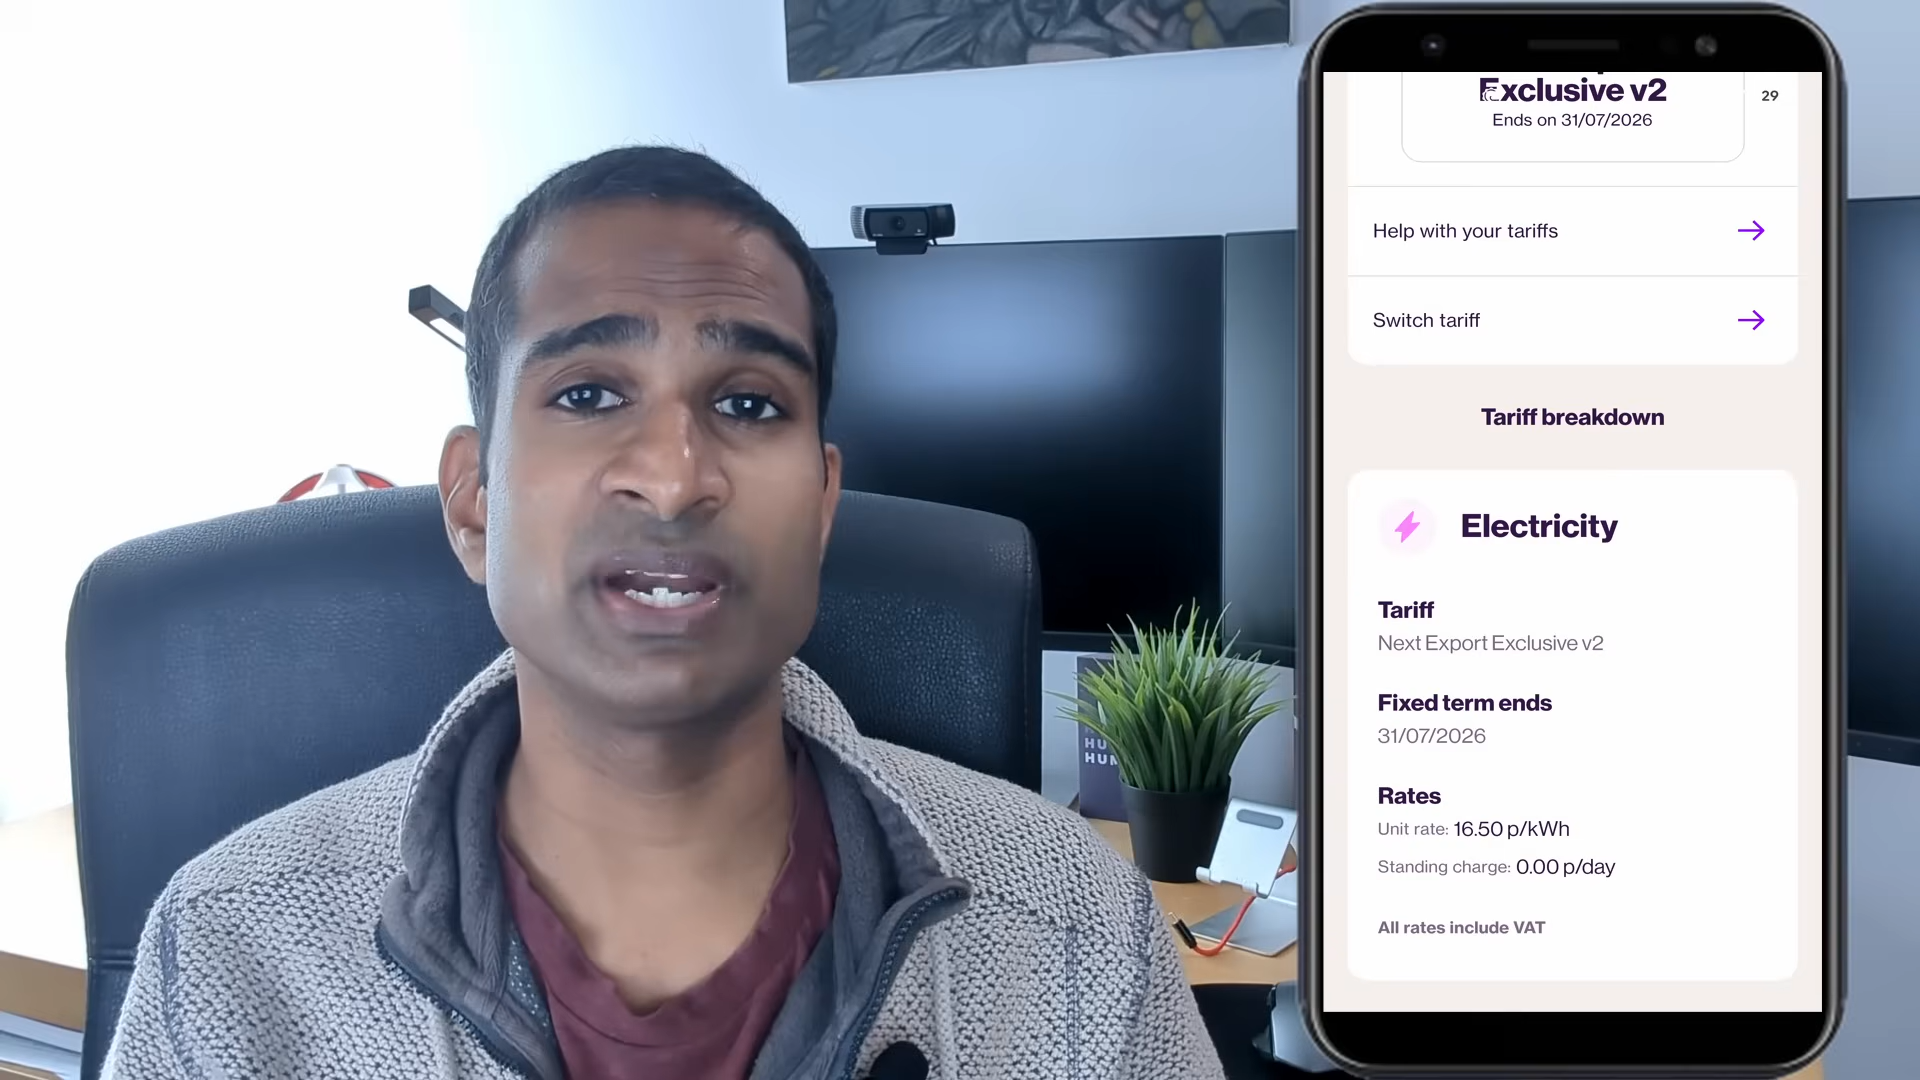 Exclusive v2
29
Ends on 31/07/2026
Help with your tariffs
Switch tariff
Tariff breakdown
Electricity
Tariff
Next Export Exclusive v2
Fixed term ends
31/07/2026
Rates
Unit rate: 16.50 p/kWh
Standing charge: 0.00 p/day
All rates include VAT